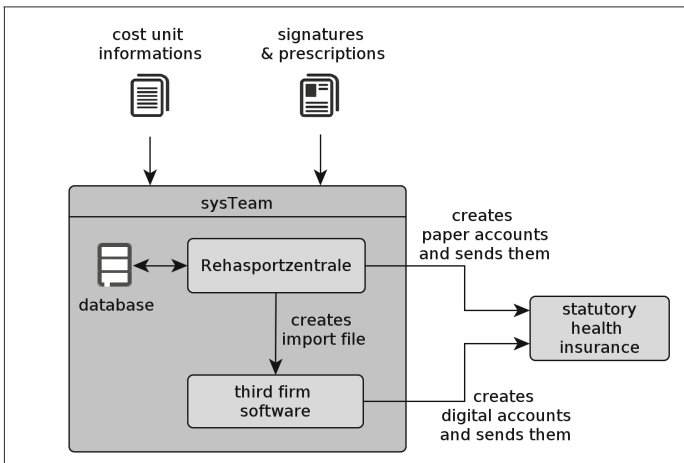 cost unit
informations
signatures
& prescriptions
sysTeam
creates
paper accounts
and sends them
Rehasportzentrale
database
creates
import file
statutory
health
insurance
third firm
software
creates
digital accounts
and sends them